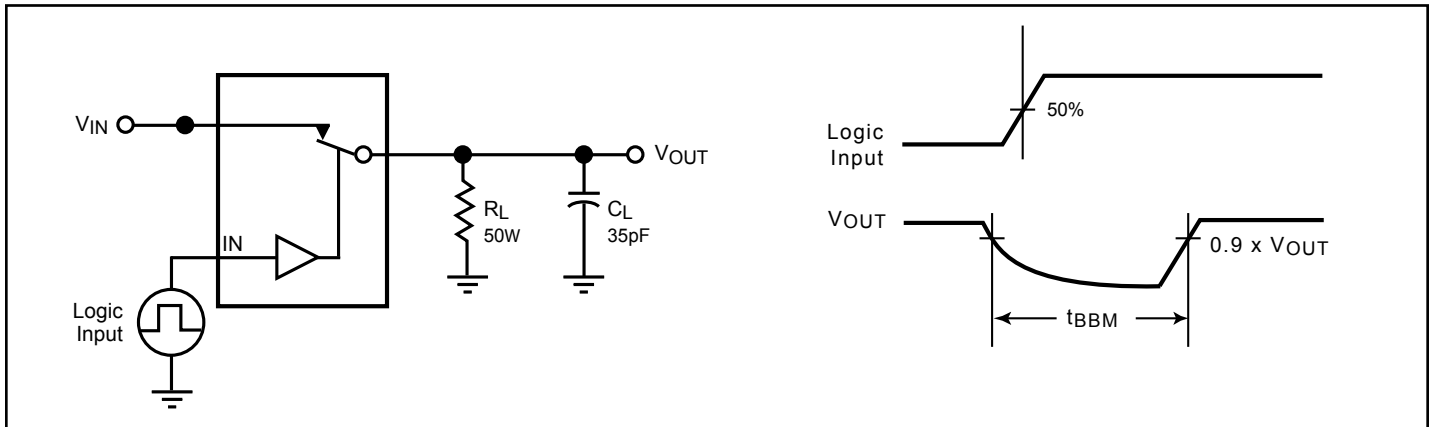 VIN
VOUT
RL
50W
CL
35pF
IN
Logic
Input
50%
Logic
Input
VOUT
0.9 x VOUT
tBBM